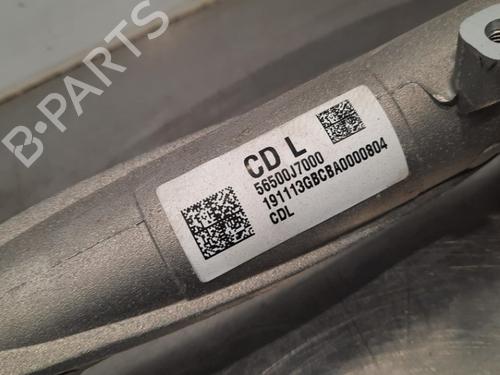 B-PARTS
CD L
56500J7000
191113GBCBA0000804
CDL